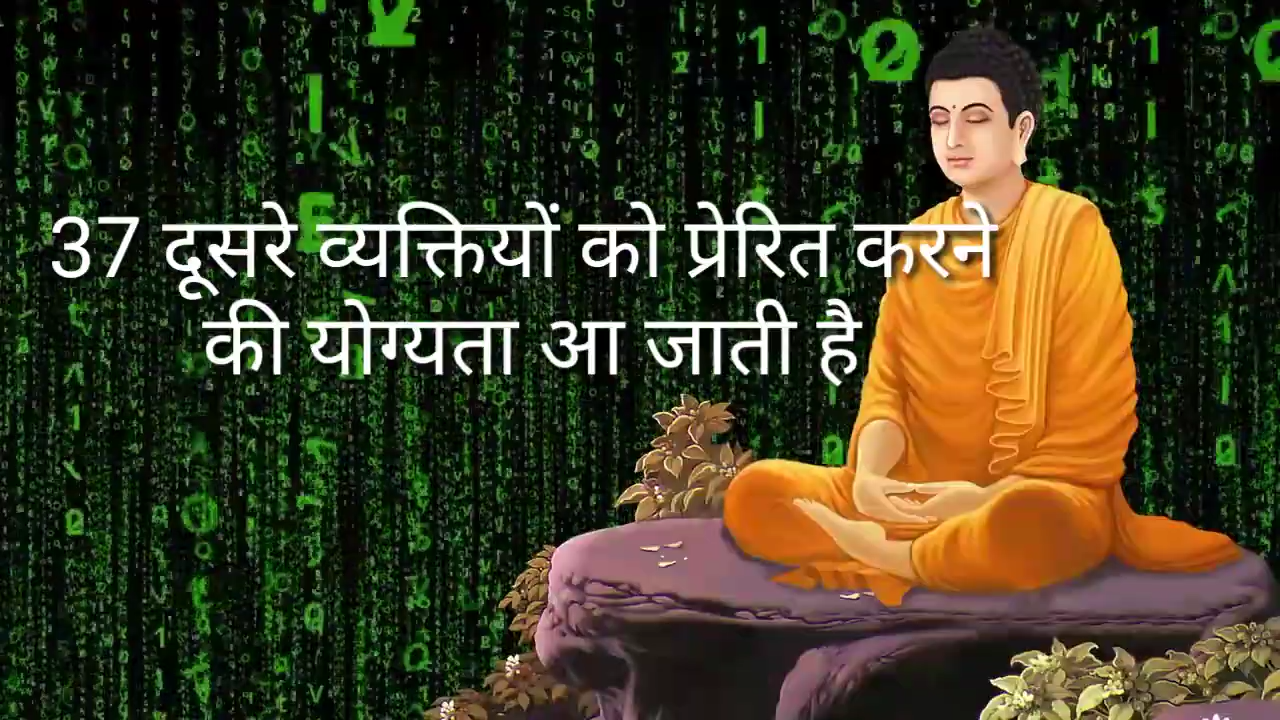 37 दूसरे व्यक्तियों को प्रेरित करने
की योग्यता आ जाती है